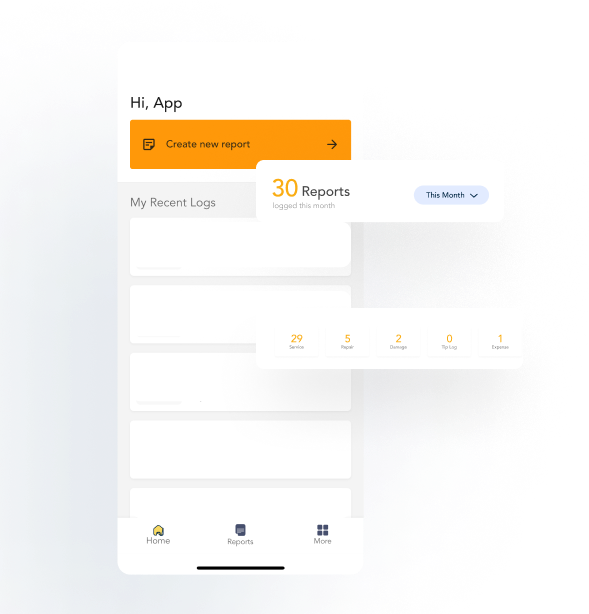 Hi, App
Create new report
30 Reports
logged this month
This Month
My Recent Logs
29 5 2 0 1
Service Repair Damage Tip Log Expense
Home Reports More